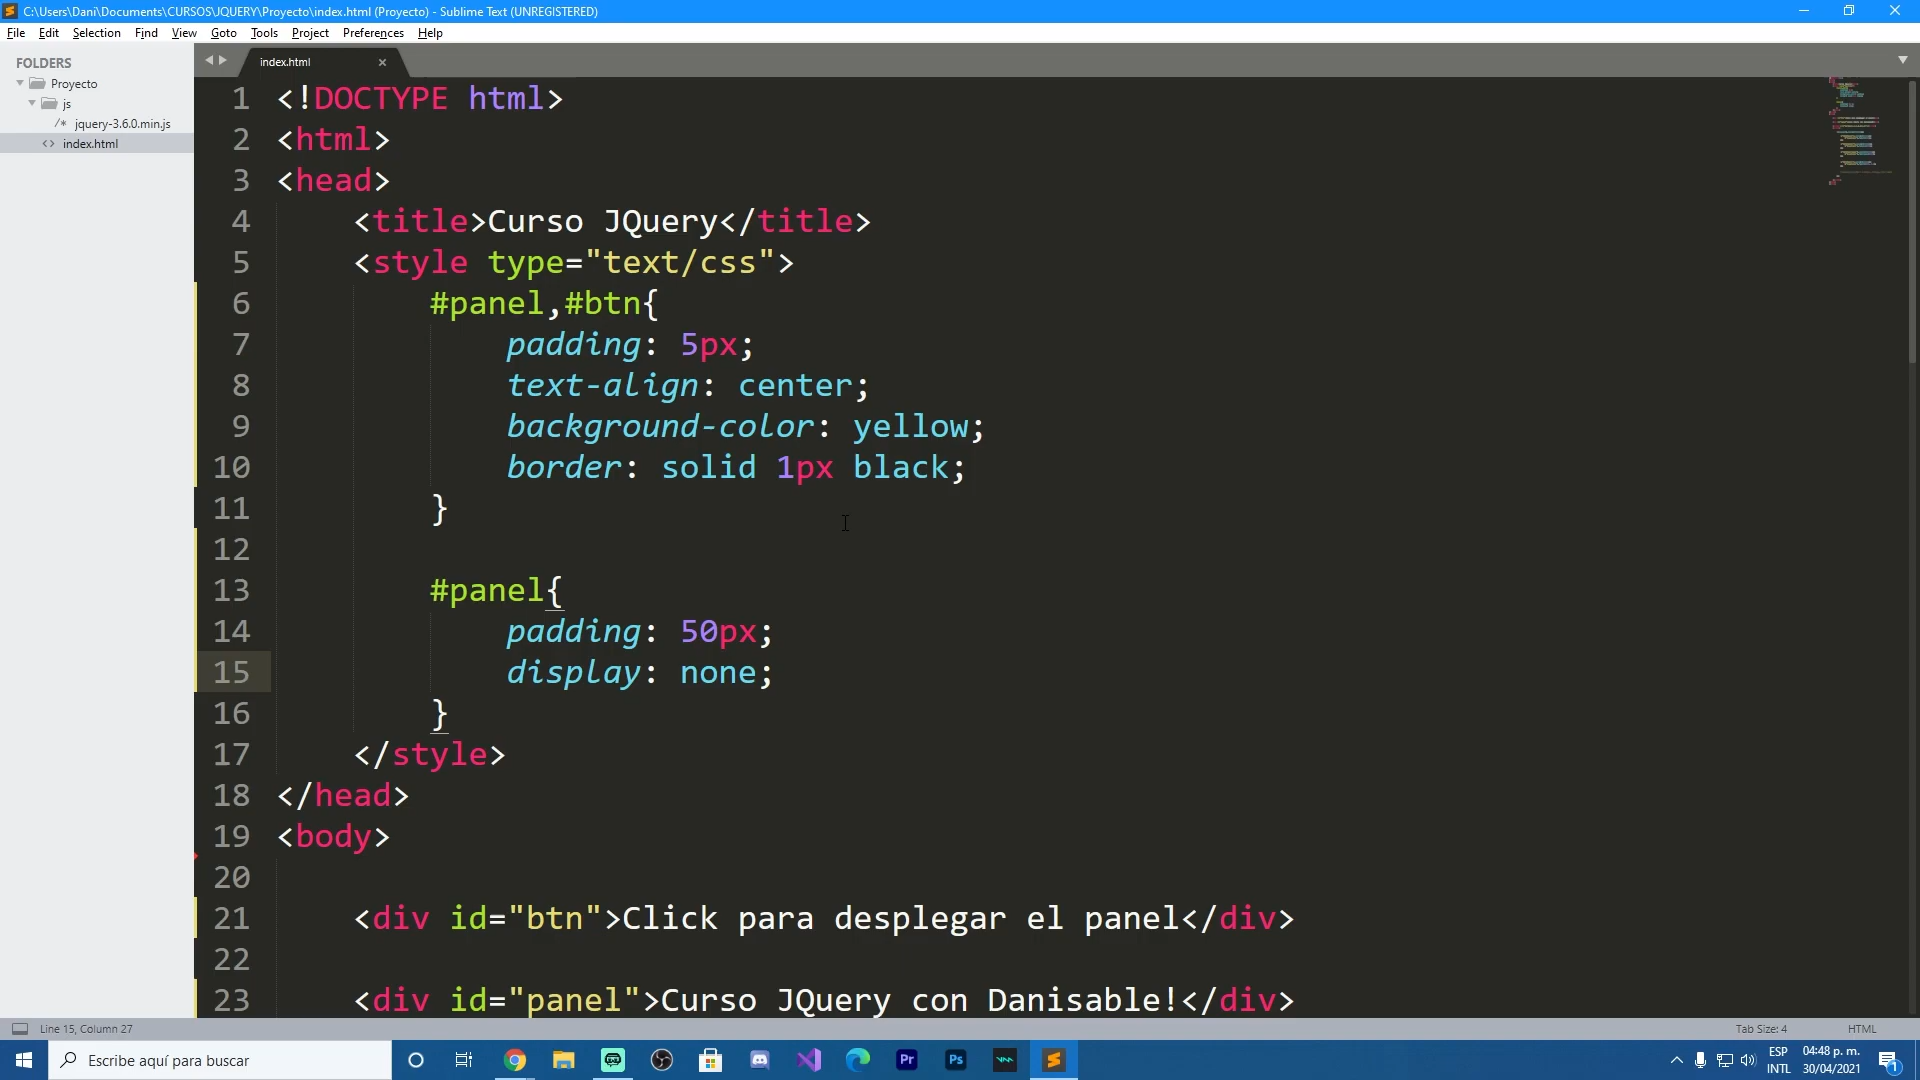 C:\Users\Dani\Documents\CURSOS\JQUERY\Proyecto\index.html (Proyecto) - Sublime Text (UNREGISTERED)
File Edit Selection Find View Goto Tools Project Preferences Help
FOLDERS
Proyecto
js
/* jquery-3.6.0.min.js
<> index.html
index.html
1 <!DOCTYPE html>
2 <html>
3 <head>
4 <title>Curso JQuery</title>
5 <style type="text/css">
6 #panel,#btn{
7 padding: 5px;
8 text-align: center;
9 background-color: yellow;
10 border: solid 1px black;
11 }
12
13 #panel{
14 padding: 50px;
15 display: none;
16 }
17 </style>
18 </head>
19 <body>
20
21 <div id="btn">Click para desplegar el panel</div>
22
23 <div id="panel">Curso JQuery con Danisable!</div>
Line 15, Column 27
Tab Size: 4
HTML
Escribe aquí para buscar
Pr
Ps
ESP
INTL
04:48 p. m.
30/04/2021
1